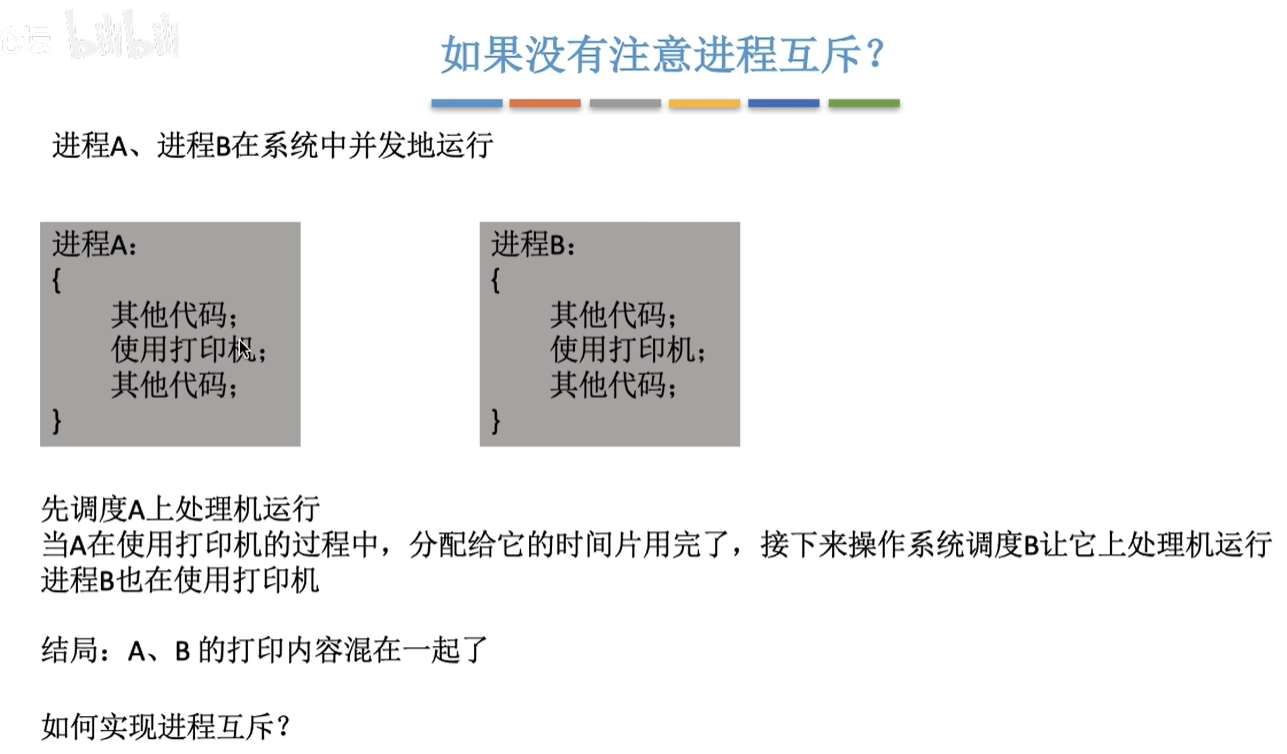 论坛 bilibili
如果没有注意进程互斥？
进程A、进程B在系统中并发地运行
进程A：
{
其他代码；
使用打印机；
其他代码；
}
进程B：
{
其他代码；
使用打印机；
其他代码；
}
先调度A上处理机运行
当A在使用打印机的过程中，分配给它的时间片用完了，接下来操作系统调度B让它上处理机运行
进程B也在使用打印机
结局：A、B 的打印内容混在一起了
如何实现进程互斥？